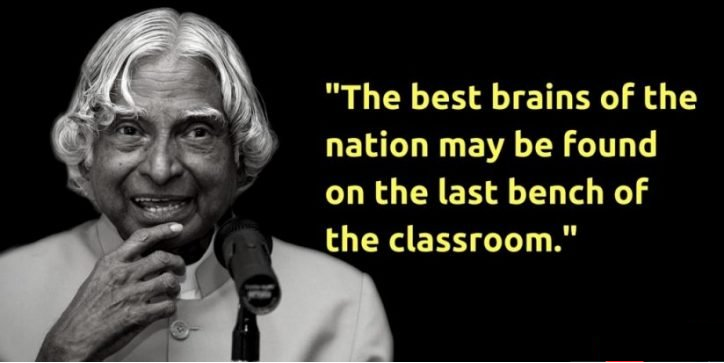 "The best brains of the
nation may be found
on the last bench of
the classroom."